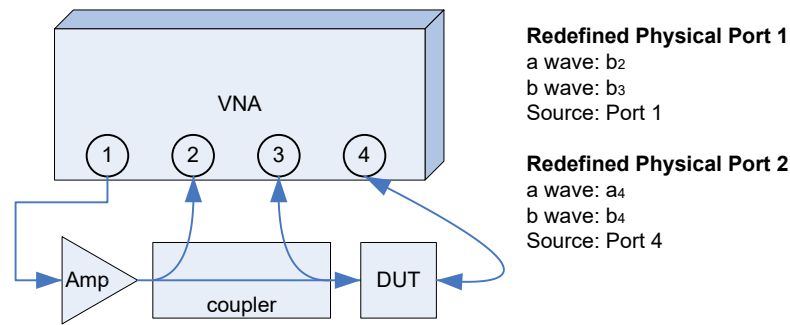 VNA
1 2 3 4
Amp
coupler
DUT
Redefined Physical Port 1
a wave: b2
b wave: b3
Source: Port 1
Redefined Physical Port 2
a wave: a4
b wave: b4
Source: Port 4